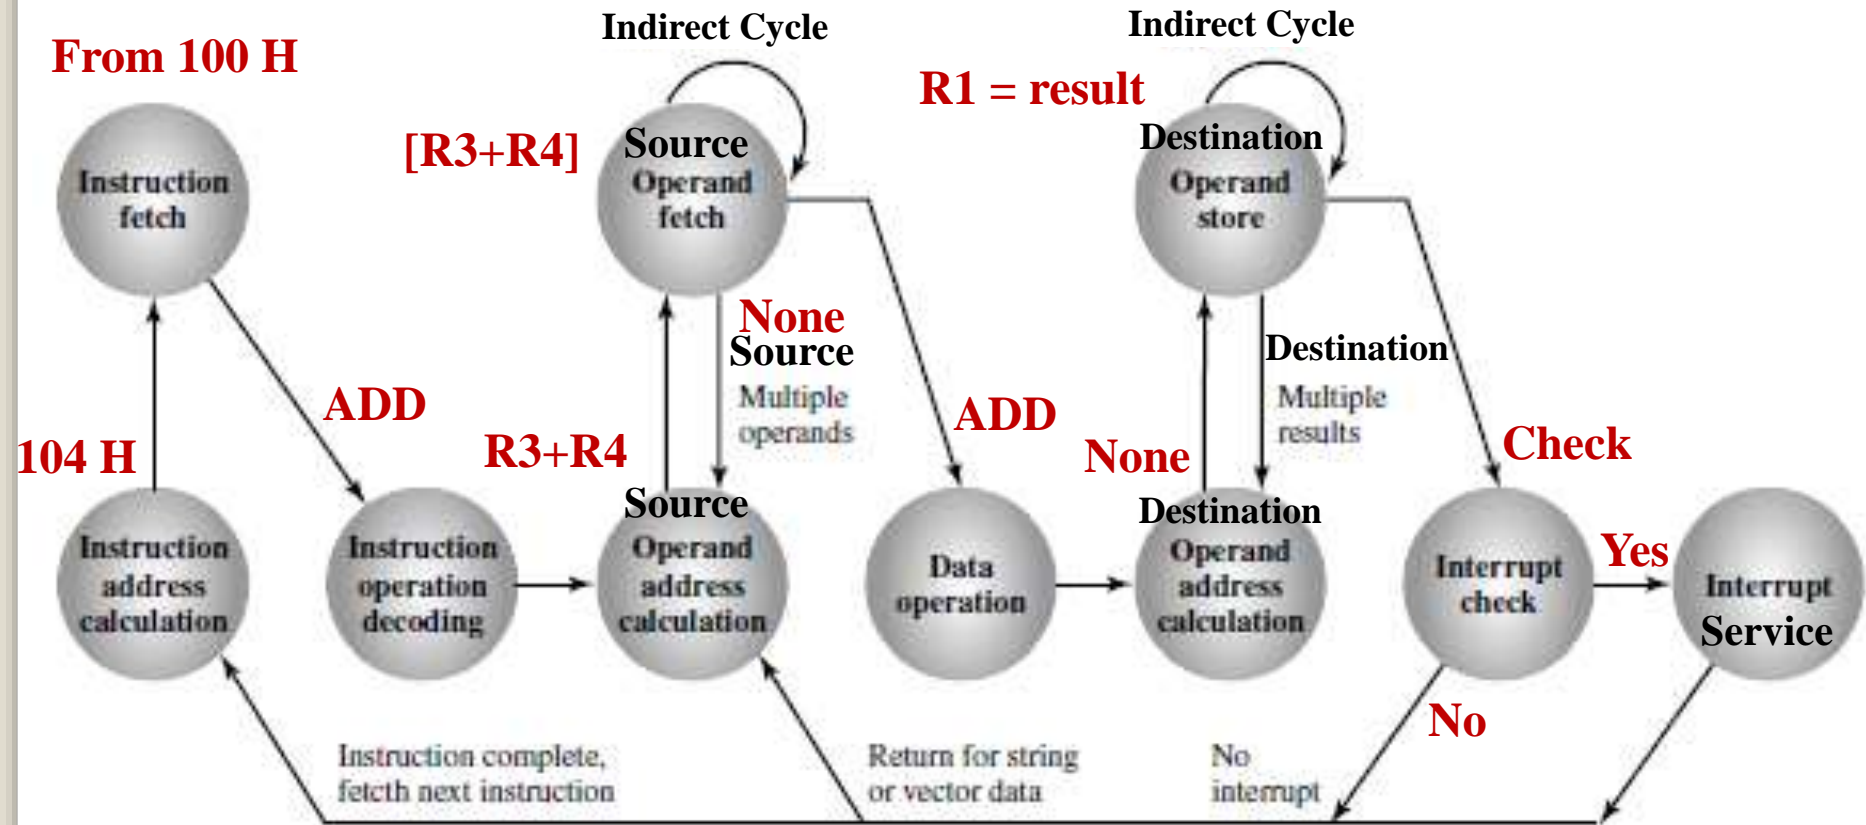 Indirect Cycle
Indirect Cycle
From 100 H
R1 = result
[R3+R4]
Source
Operand
fetch
Destination
Operand
store
Instruction
fetch
None
Source
Multiple
operands
Destination
Multiple
results
ADD
ADD
104 H
R3+R4
None
Check
Instruction
address
calculation
Instruction
operation
decoding
Source
Operand
address
calculation
Data
operation
Destination
Operand
address
calculation
Interrupt
check
Yes
Interrupt
Service
No
Instruction complete,
fetcth next instruction
Return for string
or vector data
No
interrupt